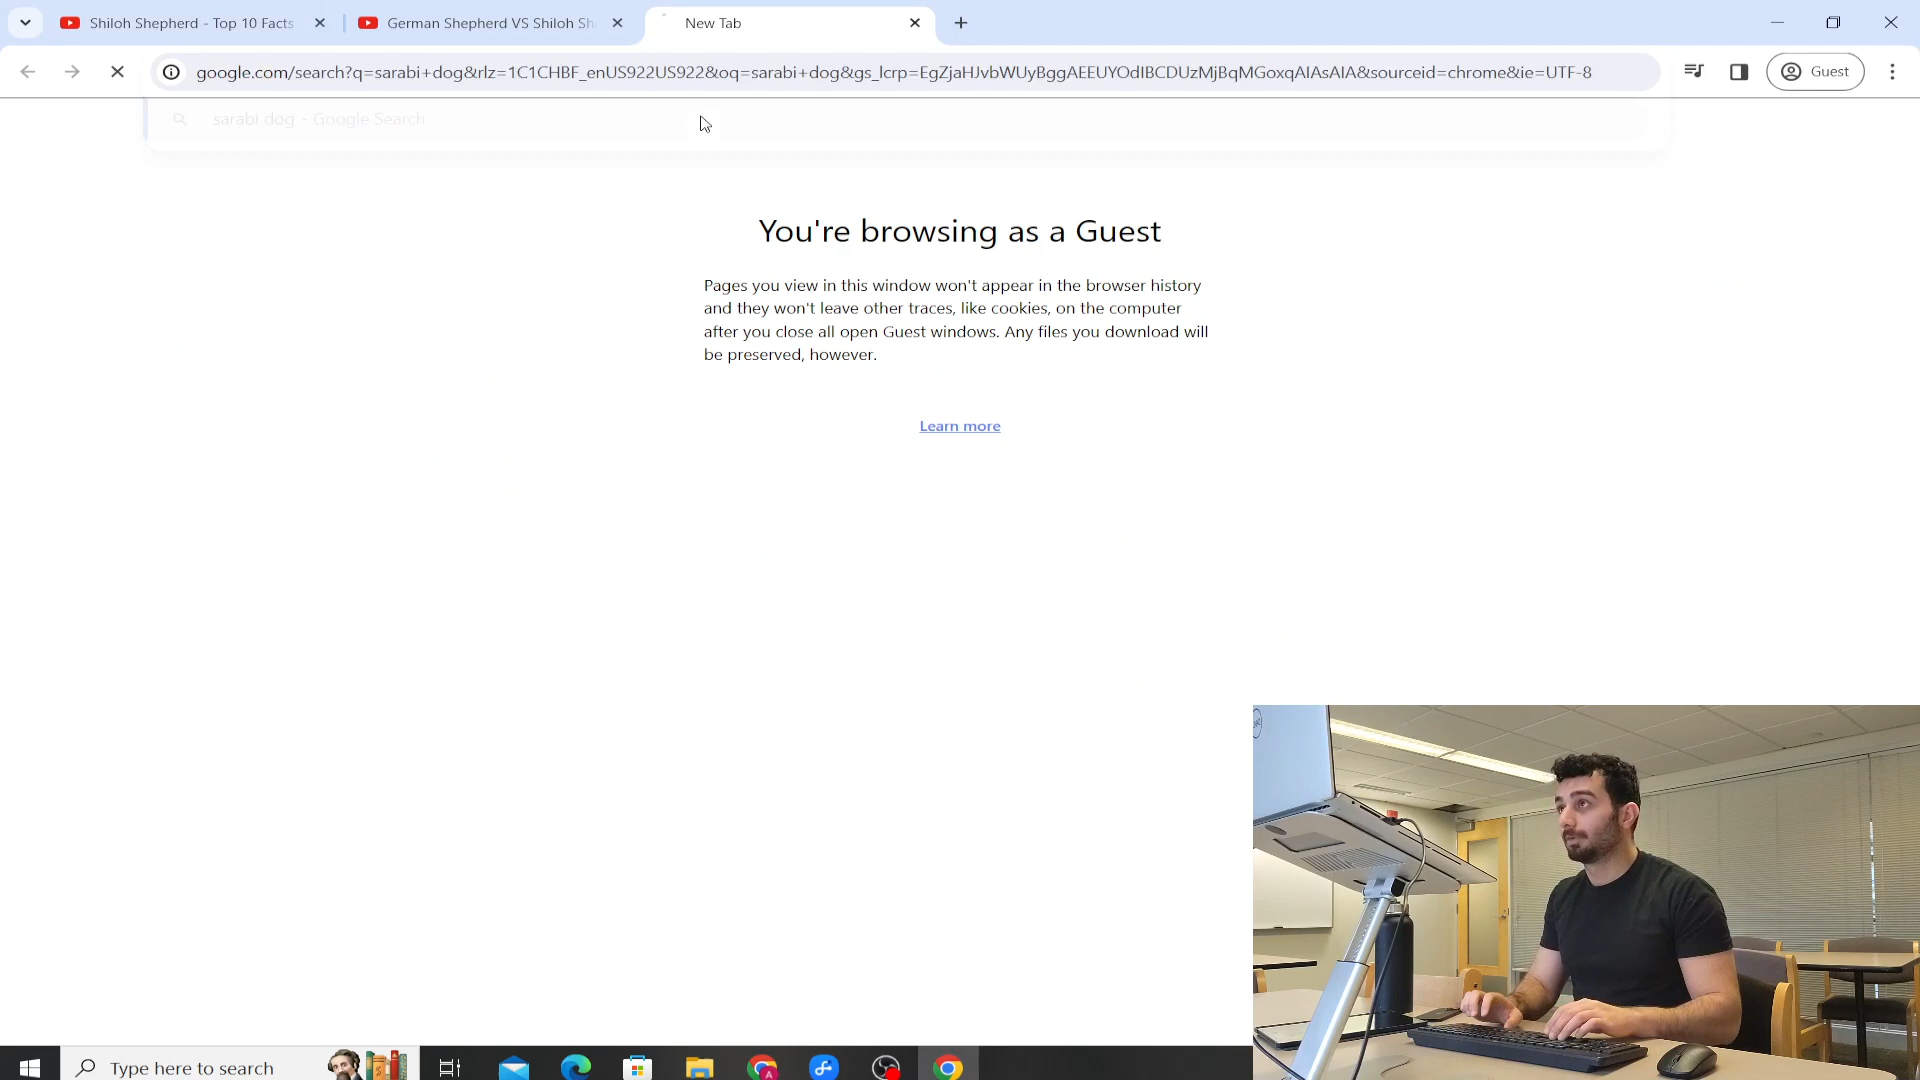 Shiloh Shepherd - Top 10 Facts
German Shepherd VS Shiloh Sh
New Tab
google.com/search?q=sarabi+dog&rlz=1C1CHBF_enUS922US922&oq=sarabi+dog&gs_lcrp=EgZjaHJvbWUyBggAEEUYOdIBCDUzMjBqMGoxqAIAsAIA&sourceid=chrome&ie=UTF-8
Guest
sarabi dog - Google Search
You're browsing as a Guest
Pages you view in this window won't appear in the browser history
and they won't leave other traces, like cookies, on the computer
after you close all open Guest windows. Any files you download will
be preserved, however.
Learn more
Type here to search